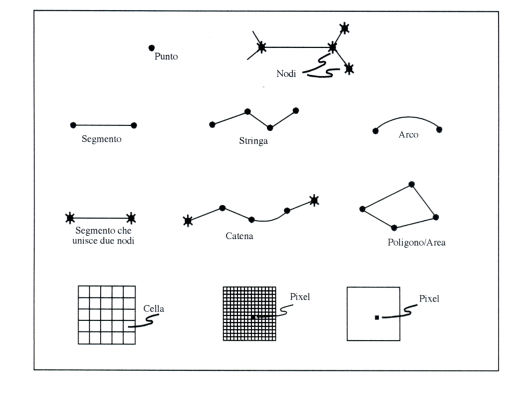 Punto
Nodi
Segmento
Stringa
Arco
Segmento che
unisce due nodi
Catena
Poligono/Area
Cella
Pixel
Pixel